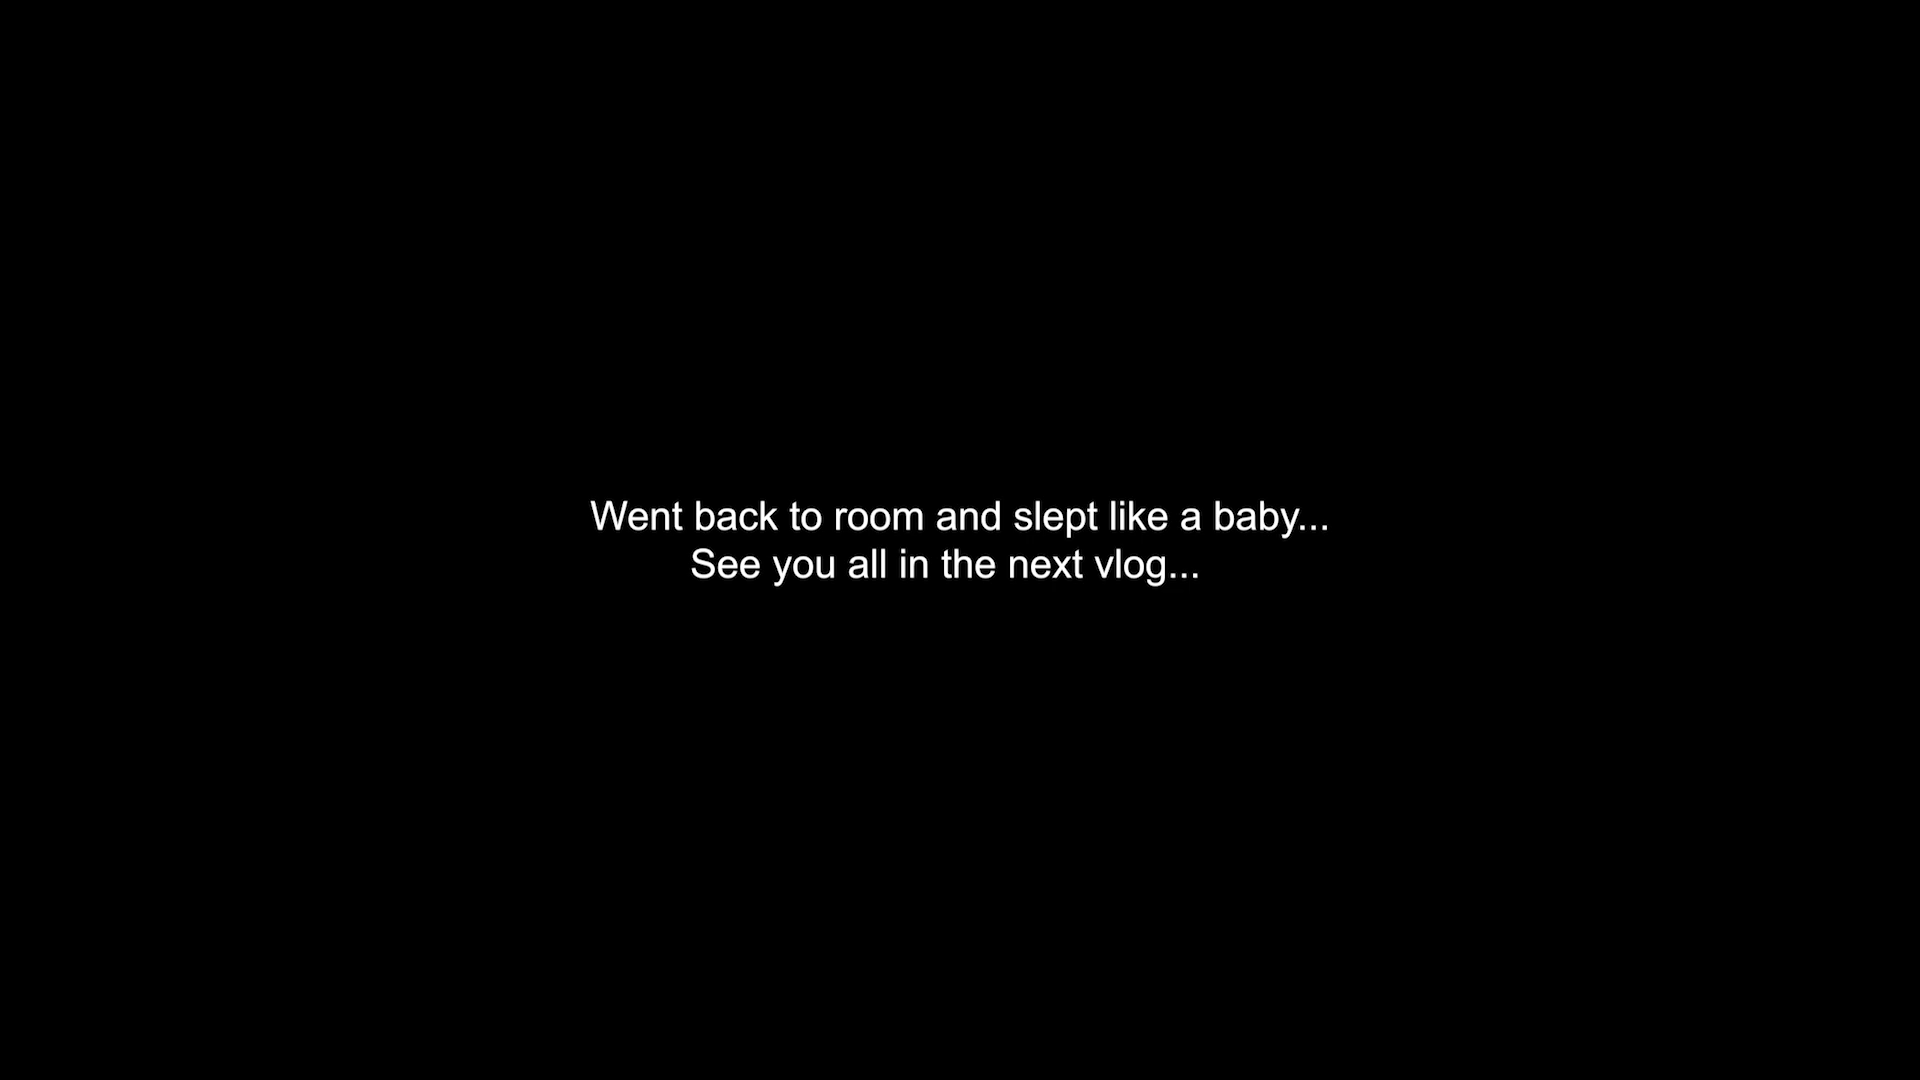 Went back to room and slept like a baby...
See you all in the next vlog...